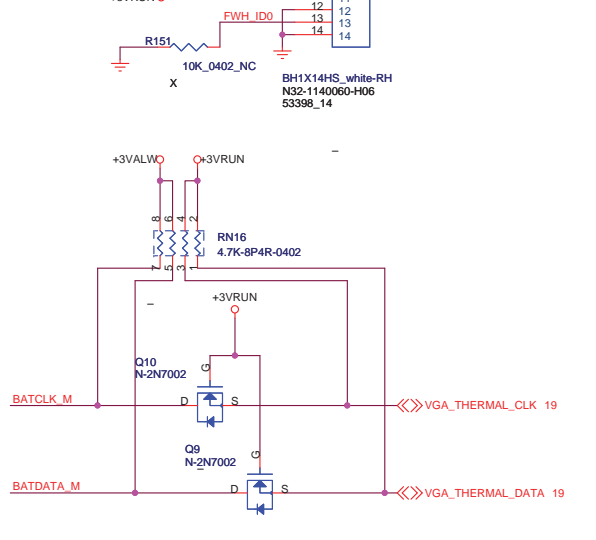 12
12
FWH_ID0
13
13
14
14
R151
10K_0402_NC
X
BH1X14HS_white-RH
N32-1140060-H06
53398_14
+3VALW
+3VRUN
8
6
4
2
RN16
4.7K-8P4R-0402
7
5
3
1
+3VRUN
Q10
N-2N7002
G
BATCLK_M
D
S
VGA_THERMAL_CLK 19
Q9
N-2N7002
G
BATDATA_M
D
S
VGA_THERMAL_DATA 19